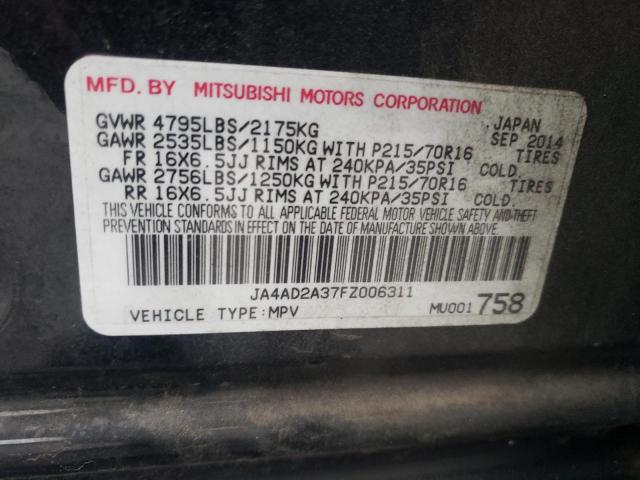 MFD. BY MITSUBISHI MOTORS CORPORATION
GVWR 4795LBS/2175KG JAPAN SEP 2014
GAWR 2535LBS/1150KG WITH P215/70R16 TIRES
FR 16X6.5JJ RIMS AT 240KPA/35PSI COLD.
GAWR 2756LBS/1250KG WITH P215/70R16 TIRES
RR 16X6.5JJ RIMS AT 240KPA/35PSI COLD.
THIS VEHICLE CONFORMS TO ALL APPLICABLE FEDERAL MOTOR VEHICLE SAFETY AND THEFT
PREVENTION STANDARDS IN EFFECT ON THE DATE OF MANUFACTURE SHOWN ABOVE.
JA4AD2A37FZ006311
VEHICLE TYPE:MPV MU001758